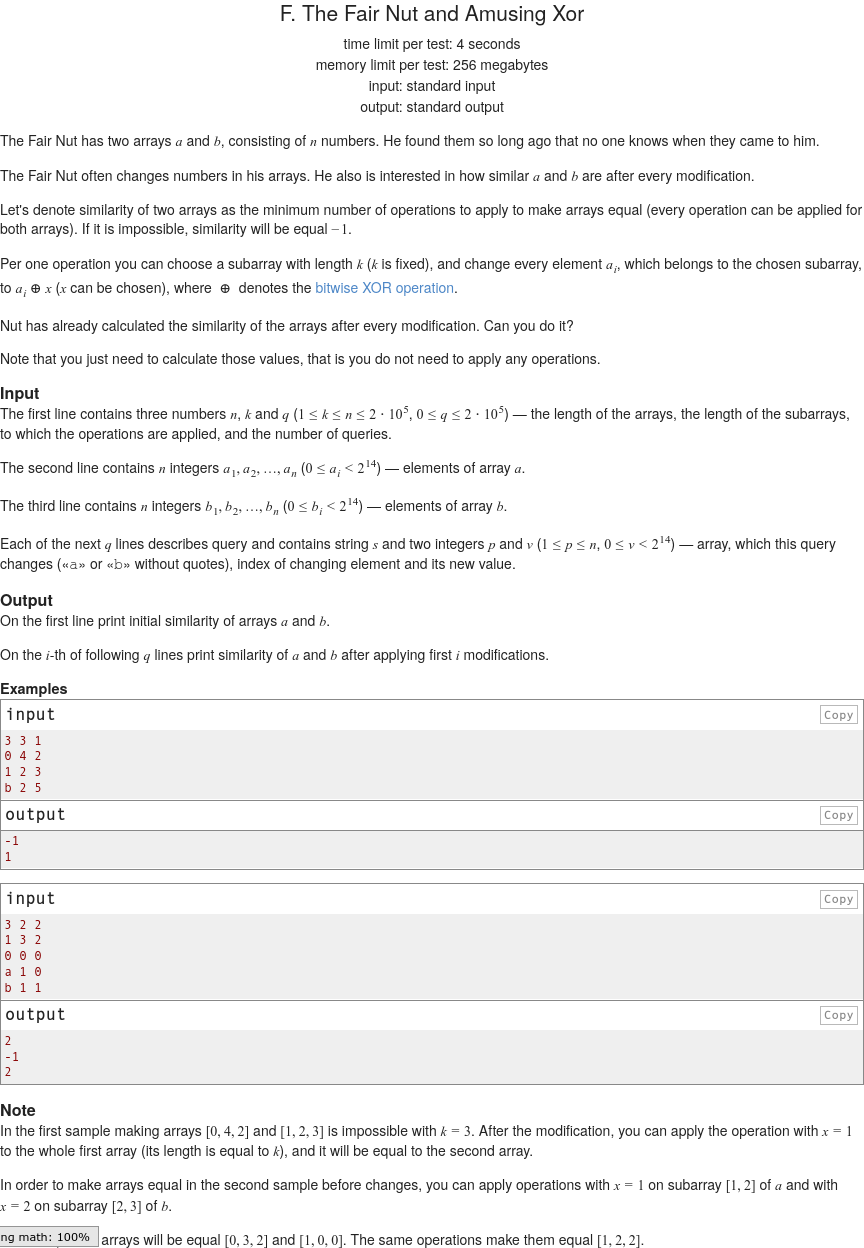 F. The Fair Nut and Amusing Xor
time limit per test: 4 seconds
memory limit per test: 256 megabytes
input: standard input
output: standard output
The Fair Nut has two arrays a and b, consisting of n numbers. He found them so long ago that no one knows when they came to him.
The Fair Nut often changes numbers in his arrays. He also is interested in how similar a and b are after every modification.
Let's denote similarity of two arrays as the minimum number of operations to apply to make arrays equal (every operation can be applied for
both arrays). If it is impossible, similarity will be equal −1.
Per one operation you can choose a subarray with length k (k is fixed), and change every element a_i, which belongs to the chosen subarray,
to a_i ⊕ x (x can be chosen), where ⊕ denotes the bitwise XOR operation.
Nut has already calculated the similarity of the arrays after every modification. Can you do it?
Note that you just need to calculate those values, that is you do not need to apply any operations.
Input
The first line contains three numbers n, k and q (1 ≤ k ≤ n ≤ 2 · 10^5, 0 ≤ q ≤ 2 · 10^5) — the length of the arrays, the length of the subarrays,
to which the operations are applied, and the number of queries.
The second line contains n integers a_1, a_2, …, a_n (0 ≤ a_i < 2^14) — elements of array a.
The third line contains n integers b_1, b_2, …, b_n (0 ≤ b_i < 2^14) — elements of array b.
Each of the next q lines describes query and contains string s and two integers p and v (1 ≤ p ≤ n, 0 ≤ v < 2^14) — array, which this query
changes («a» or «b» without quotes), index of changing element and its new value.
Output
On the first line print initial similarity of arrays a and b.
On the i-th of following q lines print similarity of a and b after applying first i modifications.
Examples
input Copy
3 3 1
0 4 2
1 2 3
b 2 5
output Copy
-1
1
input Copy
3 2 2
1 3 2
0 0 0
a 1 0
b 1 1
output Copy
2
-1
2
Note
In the first sample making arrays [0, 4, 2] and [1, 2, 3] is impossible with k = 3. After the modification, you can apply the operation with x = 1
to the whole first array (its length is equal to k), and it will be equal to the second array.
In order to make arrays equal in the second sample before changes, you can apply operations with x = 1 on subarray [1, 2] of a and with
x = 2 on subarray [2, 3] of b.
ng math: 100% arrays will be equal [0, 3, 2] and [1, 0, 0]. The same operations make them equal [1, 2, 2].